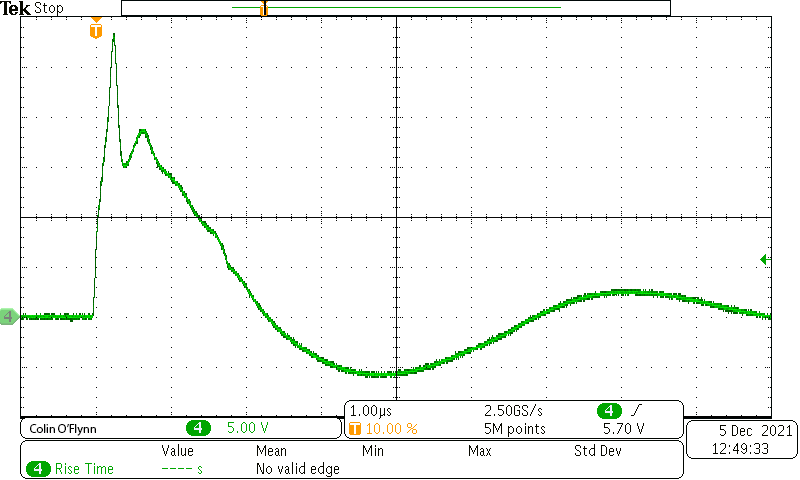 Tek Stop
T
4
1.00µs 2.50GS/s 4
T 10.00 % 5M points 5.70 V
Colin O'Flynn 4 5.00 V
5 Dec 2021
12:49:33
Value Mean Min Max Std Dev
4 Rise Time ---- s No valid edge